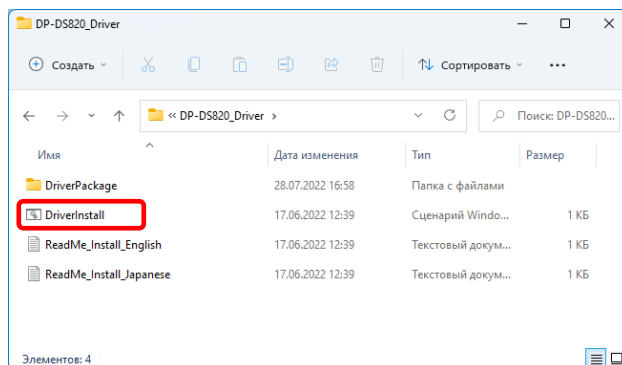 DP-DS820_Driver
Создать
Сортировать
« DP-DS820_Driver
Поиск: DP-DS820...
Имя Дата изменения Тип Размер
DriverPackage 28.07.2022 16:58 Папка с файлами
DriverInstall 17.06.2022 12:39 Сценарий Windo... 1 КБ
ReadMe_Install_English 17.06.2022 12:39 Текстовый докум... 1 КБ
ReadMe_Install_Japanese 17.06.2022 12:39 Текстовый докум... 1 КБ
Элементов: 4